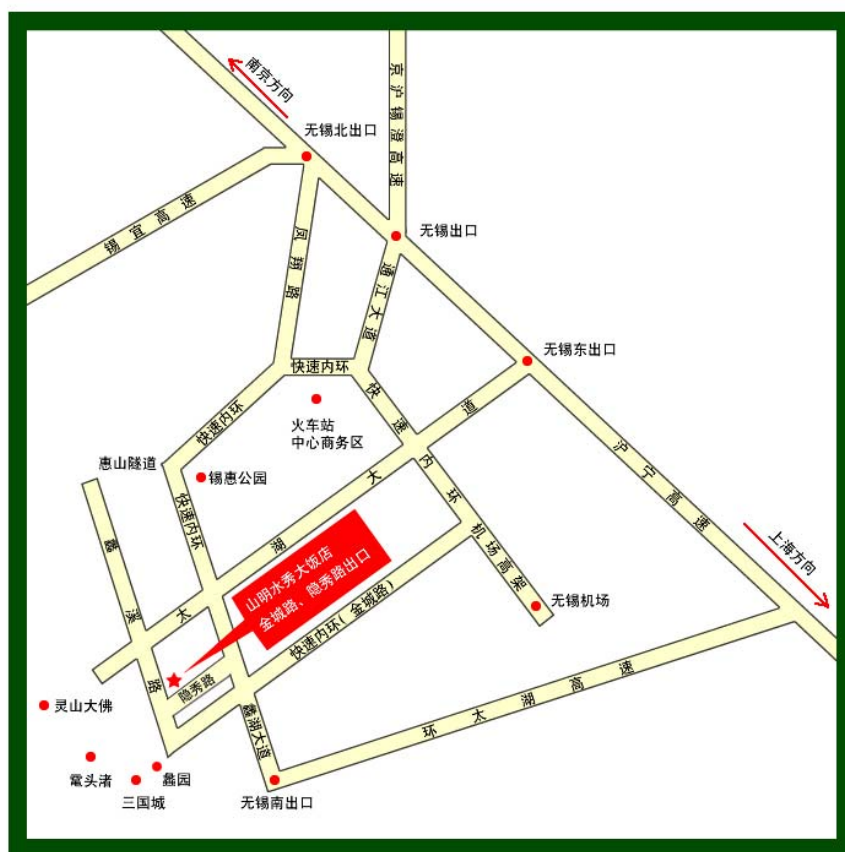 南京方向
京沪锡澄高速
无锡北出口
锡宜高速
无锡出口
凤翔路
通江大道
无锡东出口
快速内环
快速内环
快速内环
火车站
中心商务区
太湖大道
惠山隧道
锡惠公园
沪宁高速
快速内环
机场高架
上海方向
蠡溪路
山明水秀大饭店
金城路、隐秀路出口
快速内环(金城路)
无锡机场
隐秀路
环太湖高速
灵山大佛
蠡湖大道
鼋头渚
蠡园
三国城
无锡南出口